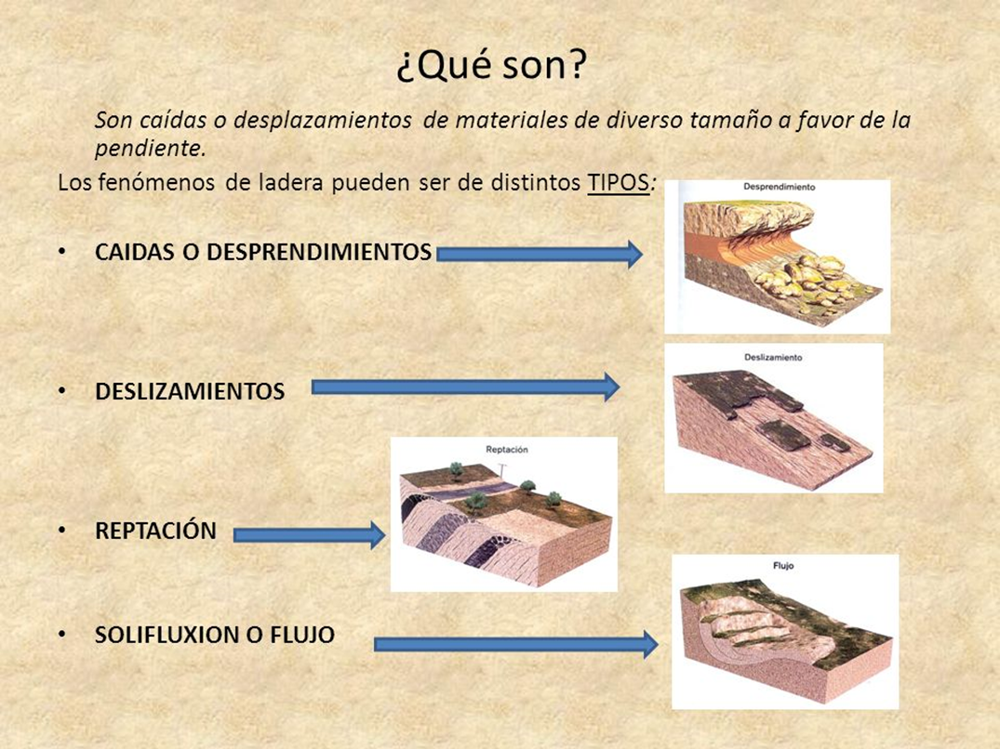 ¿Qué son?
Son caídas o desplazamientos de materiales de diverso tamaño a favor de la
pendiente.
Los fenómenos de ladera pueden ser de distintos TIPOS:
Desprendimiento
• CAIDAS O DESPRENDIMIENTOS
Deslizamiento
• DESLIZAMIENTOS
Reptación
• REPTACIÓN
Flujo
• SOLIFLUXION O FLUJO